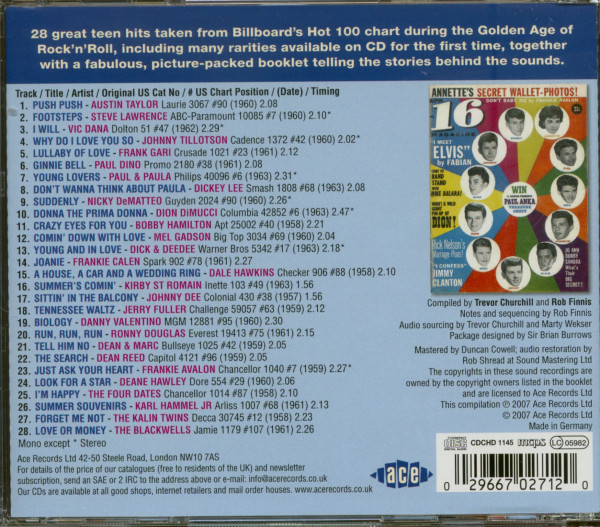 28 great teen hits taken from Billboard's Hot 100 chart during the Golden Age of
Rock'n'Roll, including many rarities available on CD for the first time, together
with a fabulous, picture-packed booklet telling the stories behind the sounds.
Track / Title / Artist / Original US Cat No / # US Chart Position / (Date) / Timing
1. PUSH PUSH - AUSTIN TAYLOR Laurie 3067 #90 (1960) 2.08
2. FOOTSTEPS - STEVE LAWRENCE ABC-Paramount 10085 #7 (1960) 2.10*
3. I WILL - VIC DANA Dolton 51 #47 (1962) 2.29*
4. WHY DO I LOVE YOU SO - JOHNNY TILLOTSON Cadence 1372 #42 (1960) 2.02*
5. LULLABY OF LOVE - FRANK GARI Crusade 1021 #23 (1961) 2.12
6. GINNIE BELL - PAUL DINO Promo 2180 #38 (1961) 2.08
7. YOUNG LOVERS - PAUL & PAULA Philips 40096 #6 (1963) 2.31*
8. DON'T WANNA THINK ABOUT PAULA - DICKEY LEE Smash 1808 #68 (1963) 2.08
9. SUDDENLY - NICKY DeMATTEO Guyden 2024 #90 (1960) 2.26*
10. DONNA THE PRIMA DONNA - DION DiMUCCI Columbia 42852 #6 (1963) 2.47*
11. CRAZY EYES FOR YOU - BOBBY HAMILTON Apt 25002 #40 (1958) 2.21
12. COMIN' DOWN WITH LOVE - MEL GADSON Big Top 3034 #69 (1960) 2.04
13. YOUNG AND IN LOVE - DICK & DEEDEE Warner Bros 5342 #17 (1963) 2.18*
14. JOANIE - FRANKIE CALEN Spark 902 #78 (1961) 2.27
15. A HOUSE, A CAR AND A WEDDING RING - DALE HAWKINS Checker 906 #88 (1958) 2.10
16. SUMMER'S COMIN' - KIRBY ST ROMAIN Inette 103 #49 (1963) 1.56
17. SITTIN' IN THE BALCONY - JOHNNY DEE Colonial 430 #38 (1957) 1.56
18. TENNESSEE WALTZ - JERRY FULLER Challenge 59057 #63 (1959) 2.12
19. BIOLOGY - DANNY VALENTINO MGM 12881 #95 (1960) 2.30
20. RUN, RUN, RUN - RONNY DOUGLAS Everest 19413 #75 (1961) 2.15
21. TELL HIM NO - DEAN & MARC Bullseye 1025 #42 (1959) 2.05
22. THE SEARCH - DEAN REED Capitol 4121 #96 (1959) 2.05
23. JUST ASK YOUR HEART - FRANKIE AVALON Chancellor 1040 #7 (1959) 2.27*
24. LOOK FOR A STAR - DEANE HAWLEY Dore 554 #29 (1960) 2.06
25. I'M HAPPY - THE FOUR DATES Chancellor 1014 #87 (1958) 2.10
26. SUMMER SOUVENIRS - KARL HAMMEL JR Arliss 1007 #68 (1961) 2.13
27. FORGET ME NOT - THE KALIN TWINS Decca 30745 #12 (1958) 2.23
28. LOVE OR MONEY - THE BLACKWELLS Jamie 1179 #107 (1961) 2.26
Mono except * Stereo
Ace Records Ltd 42-50 Steele Road, London NW10 7AS
For details of the price of our catalogues (free to residents of the UK) and newsletter
subscription, send an SAE or 2 IRC to the address above or e-mail: info@acerecords.co.uk
Our CDs are available at all good shops, internet retailers and mail order houses. www.acerecords.co.uk
ANNETTE'S SECRET WALLET-PHOTOS!
16
MAGAZINE
I MEET
ELVIS"
by FABIAN
WIN
PAUL ANKA
DION!
Rick Nelson's
Marriage Plans!
"I CONFESS"
JIMMY
CLANTON
Compiled by Trevor Churchill and Rob Finnis
Notes and sequencing by Rob Finnis
Audio sourcing by Trevor Churchill and Marty Wekser
Package designed by Sir Brian Burrows
Mastered by Duncan Cowell; audio restoration by
Rob Shread at Sound Mastering Ltd
The copyrights in these sound recordings are
owned by the copyright owners listed in the booklet
and are licensed to Ace Records Ltd
This compilation ℗ 2007 Ace Records Ltd
© 2007 Ace Records Ltd
Made in Germany
ace
COMPACT
disc
DIGITAL AUDIO
CDCHD 1145
mcps
LC 05982
0 29667 02712 0